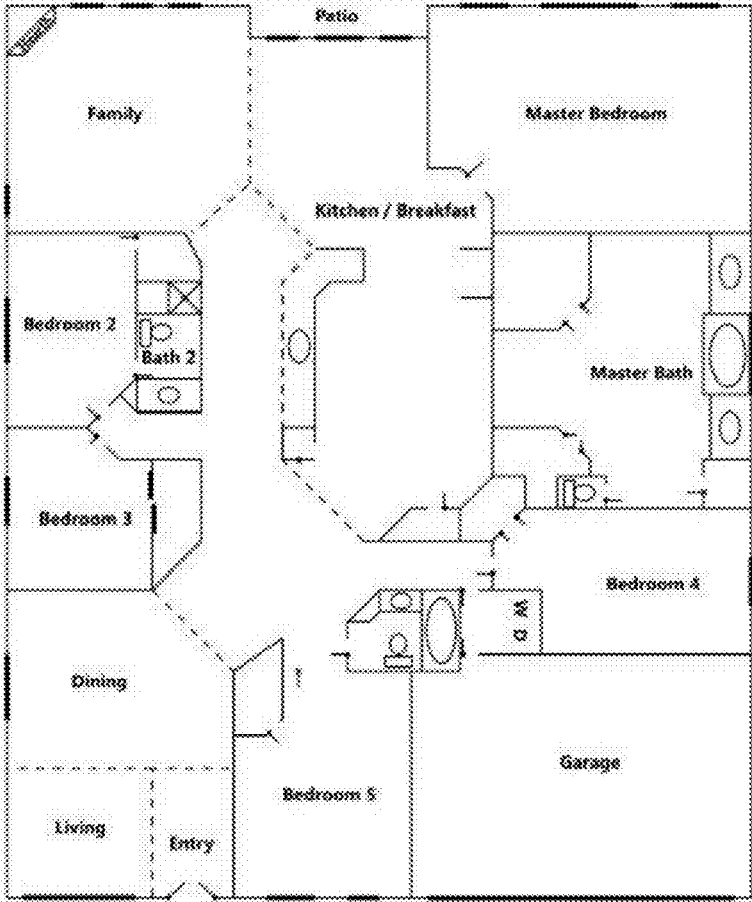 Patio
Family
Master Bedroom
Kitchen / Breakfast
Bedroom 2
Bath 2
Master Bath
Bedroom 3
Bedroom 4
W D
Dining
Garage
Bedroom 5
Living
Entry